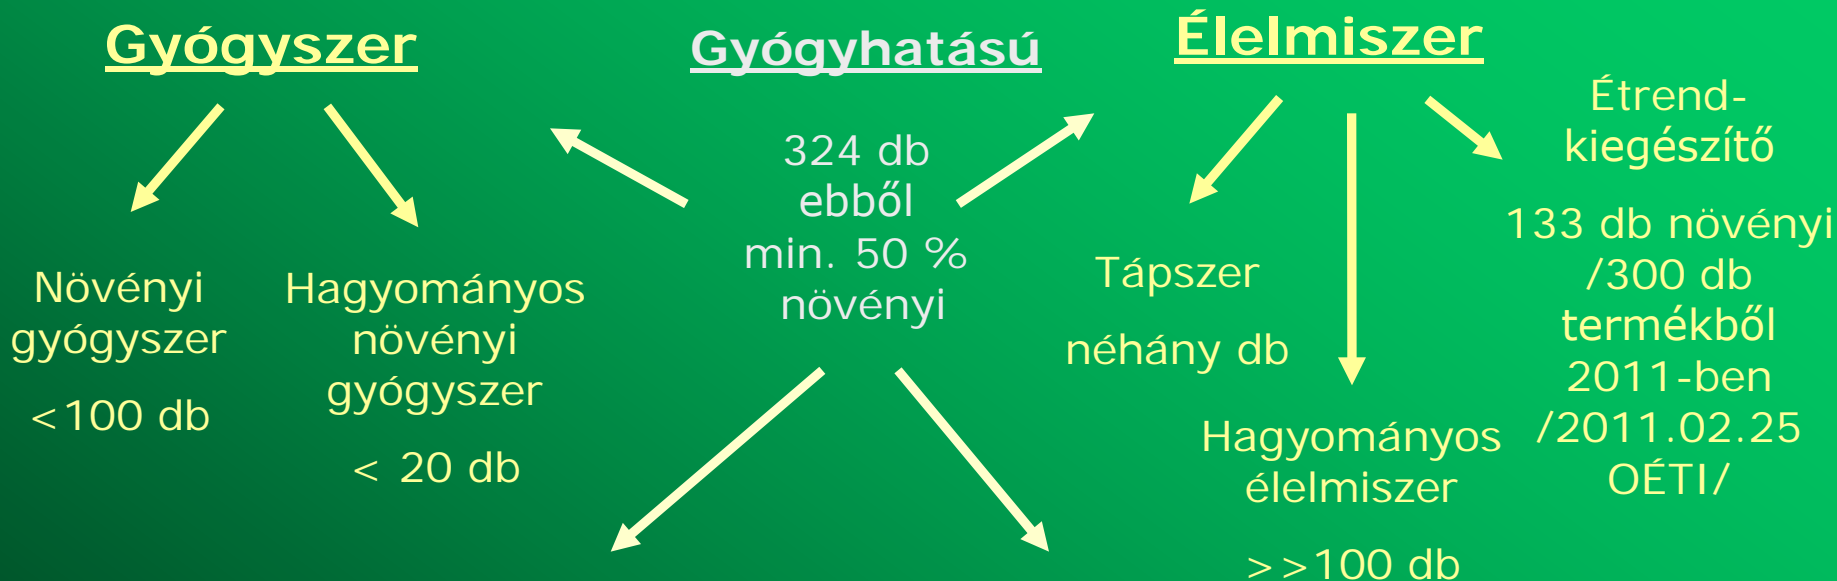 Gyógyszer
Növényi
gyógyszer
<100 db
Hagyományos
növényi
gyógyszer
< 20 db
Gyógyhatású
324 db
ebből
min. 50 %
növényi
Élelmiszer
Tápszer
néhány db
Hagyományos
élelmiszer
>>100 db
Étrend-
kiegészítő
133 db növényi
/300 db
termékből
2011-ben
/2011.02.25
OÉTI/